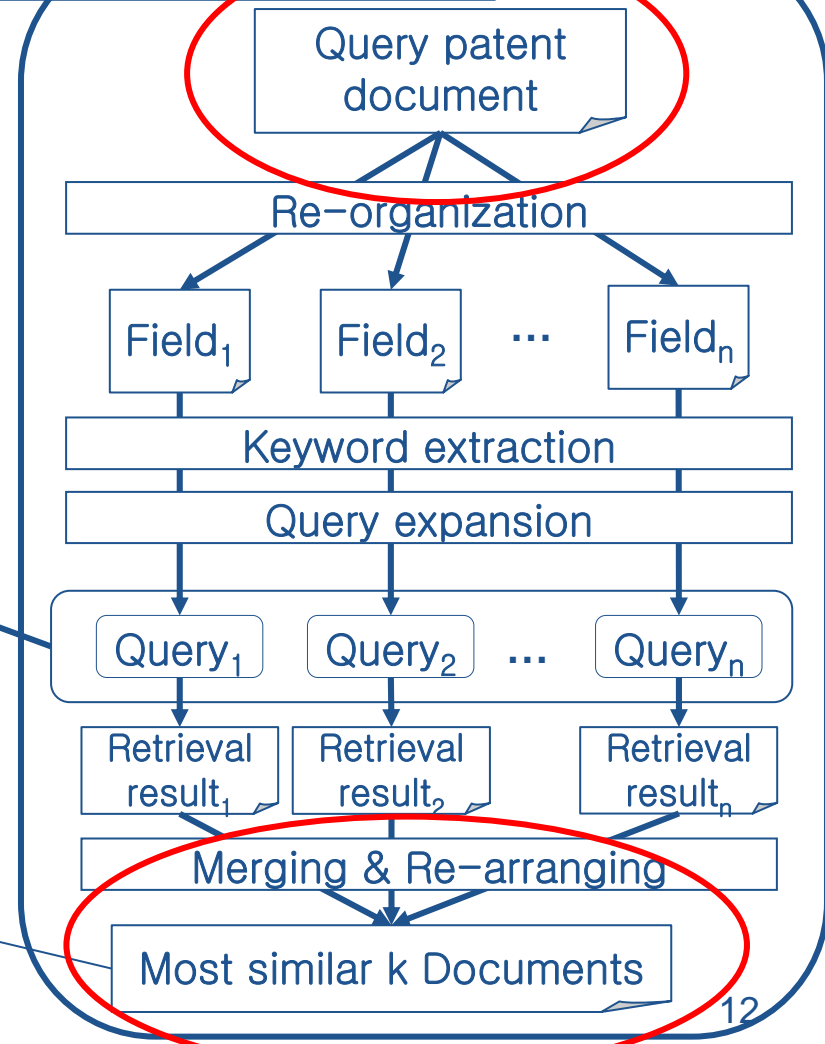 Query patent
document
Re-organization
Field₁ Field₂ ... Fieldₙ
Keyword extraction
Query expansion
Query₁ Query₂ ... Queryₙ
Retrieval Retrieval Retrieval
result₁ result₂ resultₙ
Merging & Re-arranging
Most similar k Documents
12